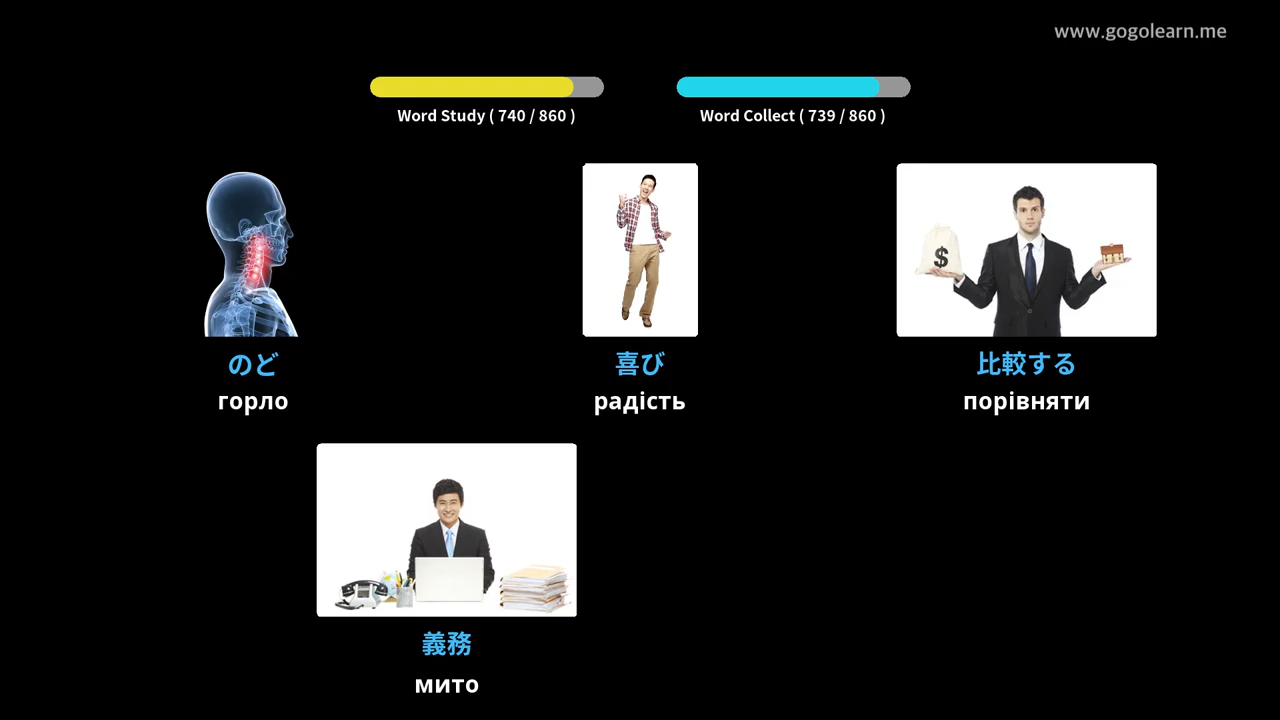 www.gogolearn.me
Word Study ( 740 / 860 )
Word Collect ( 739 / 860 )
$
のど
горло
喜び
радість
比較する
порівняти
義務
мито